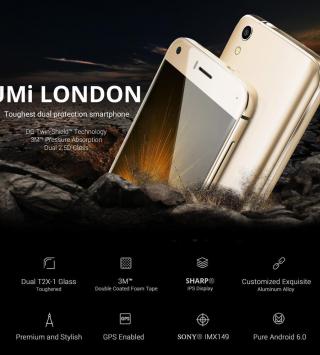 UMi LONDON
Toughest dual protection smartphone
DC Twin-Shield™ Technology
3M™ Pressure Absorption
Dual 2.5D Glass
Dual T2X-1 Glass
Toughened
3M™
Double Coated Foam Tape
SHARP®
IPS Display
Customized Exquisite
Aluminum Alloy
Premium and Stylish
GPS
GPS Enabled
SONY® IMX149
Pure Android 6.0